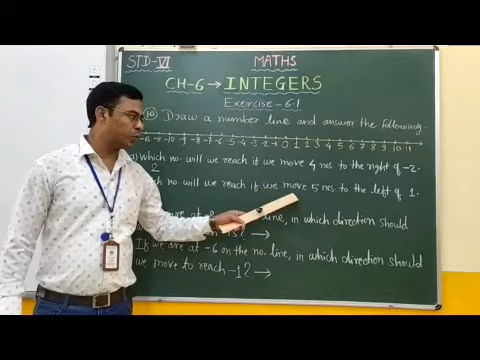 STD-VI MATHS
CH-6 → INTEGERS
Exercise-6.1
10 Draw a number line and answer the following.
-12 -11 -10 -9 -8 -7 -6 -5 -4 -3 -2 -1 0 1 2 3 4 5 6 7 8 9 10 11
a) Which no. will we reach if we move 4 nos. to the right of -2.
2
no. will we reach if we move 5 nos. to the left of 1.
are at line, in which direction should
→
If we are at -6 on the no. line, in which direction should
we move to reach -1? →